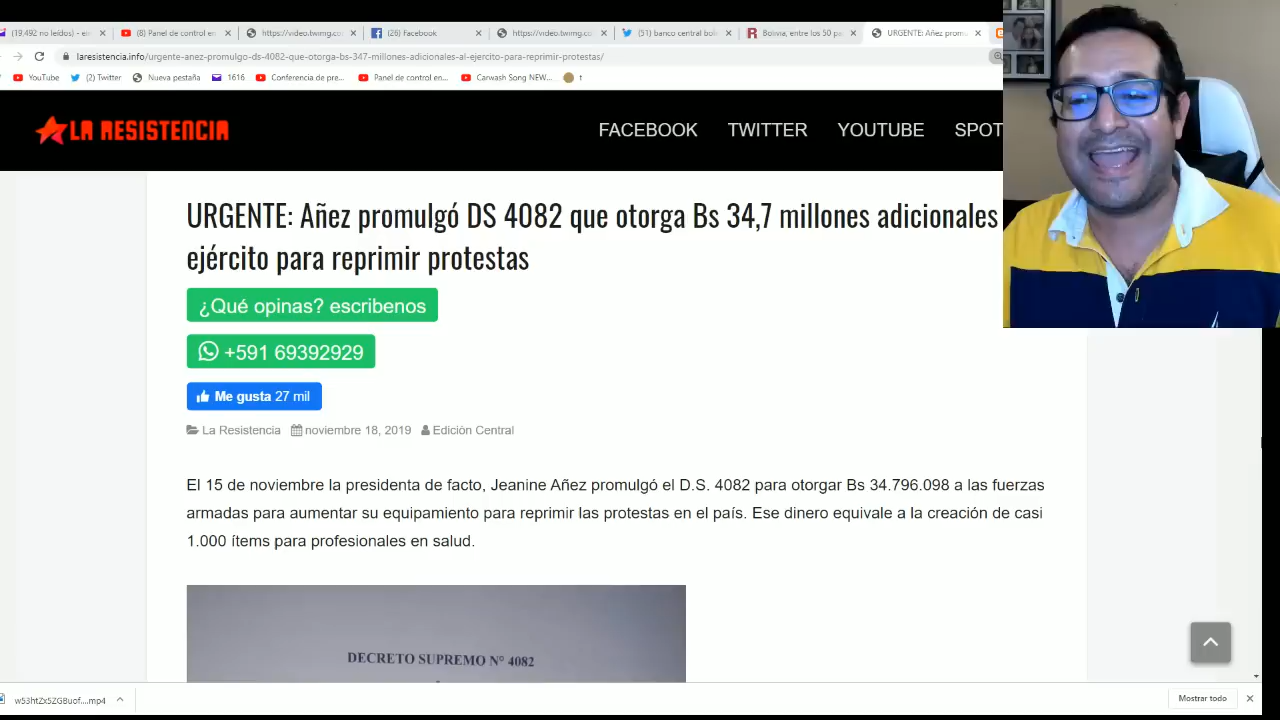 (19.492 no leídos) - e
(8) Panel de control en
https://video.twimg.co
(26) Facebook
https://video.twimg.co
(51) banco central boli
Bolivia, entre los 50 pa
URGENTE: Añez prom
laresistencia.info/urgente-anez-promulgo-ds-4082-que-otorga-bs-347-millones-adicionales-al-ejercito-para-reprimir-protestas/
YouTube
(2) Twitter
Nueva pestaña
1616
Conferencia de pre...
Panel de control en...
Carwash Song NEW...
t
LA RESISTENCIA
FACEBOOK
TWITTER
YOUTUBE
SPOT
URGENTE: Añez promulgó DS 4082 que otorga Bs 34,7 millones adicionales
ejército para reprimir protestas
¿Qué opinas? escribenos
+591 69392929
Me gusta 27 mil
La Resistencia noviembre 18, 2019 Edición Central
El 15 de noviembre la presidenta de facto, Jeanine Añez promulgó el D.S. 4082 para otorgar Bs 34.796.098 a las fuerzas
armadas para aumentar su equipamiento para reprimir las protestas en el país. Ese dinero equivale a la creación de casi
1.000 ítems para profesionales en salud.
DECRETO SUPREMO N° 4082
w53htZx5ZGBuof....mp4
Mostrar todo